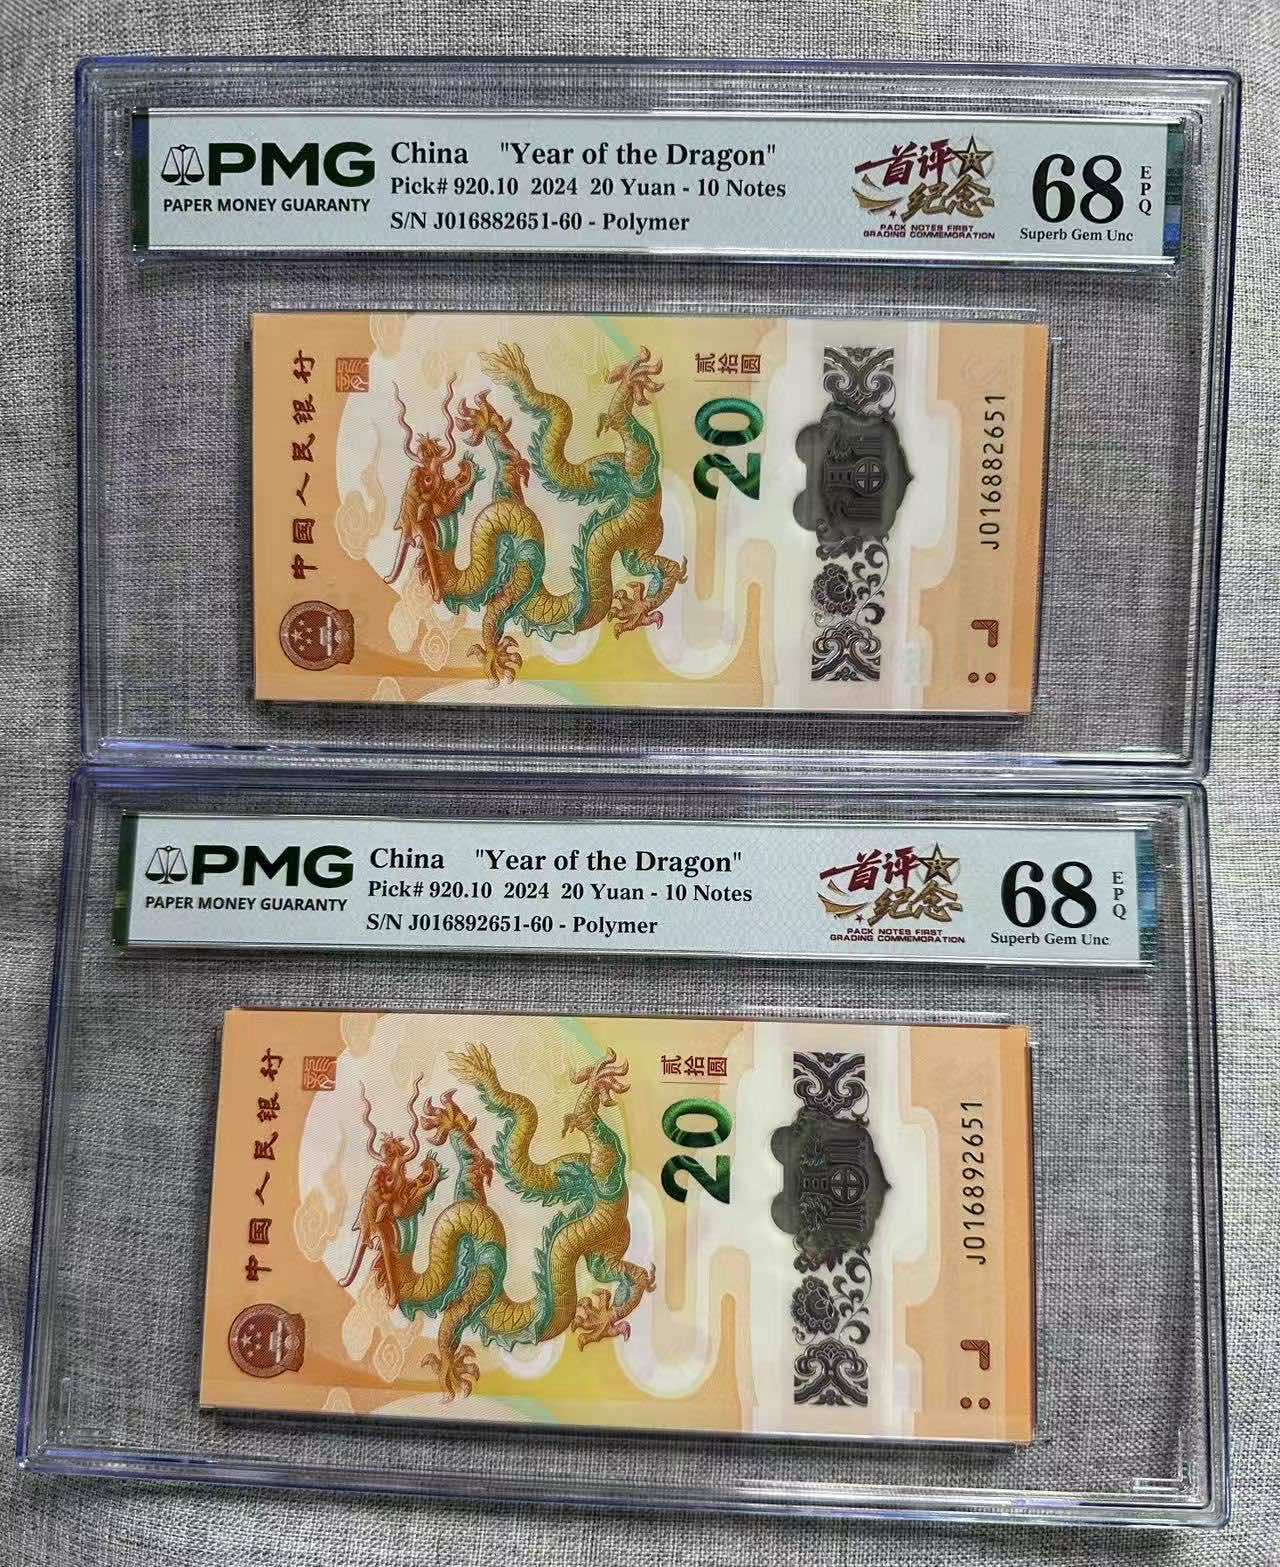 PMG
PAPER MONEY GUARANTY
China "Year of the Dragon"
Pick# 920.10 2024 20 Yuan - 10 Notes
S/N J016882651-60 - Polymer
首评
纪念
PACK NOTES FIRST
GRADING COMMEMORATION
68
EPQ
Superb Gem Unc
中国人民银行
贰拾圆
20
J016882651
PMG
PAPER MONEY GUARANTY
China "Year of the Dragon"
Pick# 920.10 2024 20 Yuan - 10 Notes
S/N J016892651-60 - Polymer
首评
纪念
PACK NOTES FIRST
GRADING COMMEMORATION
68
EPQ
Superb Gem Unc
中国人民银行
贰拾圆
20
J016892651